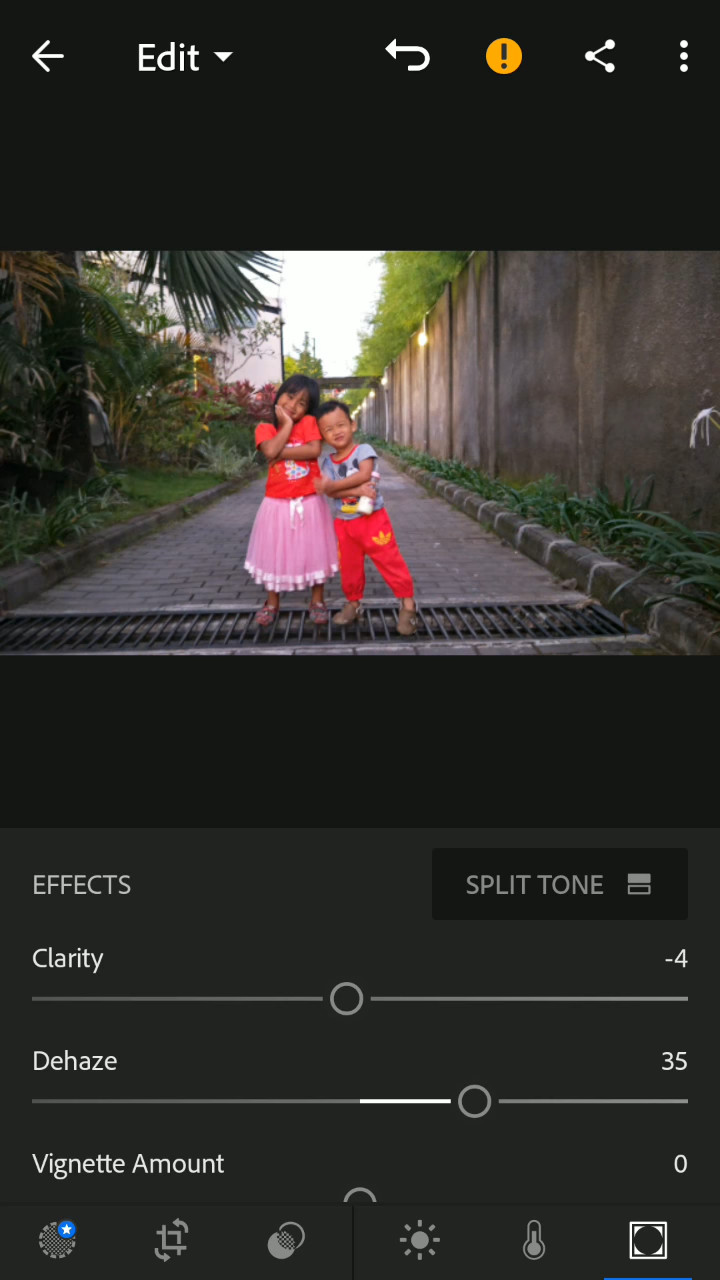 Edit
EFFECTS
SPLIT TONE
Clarity -4
Dehaze 35
Vignette Amount 0